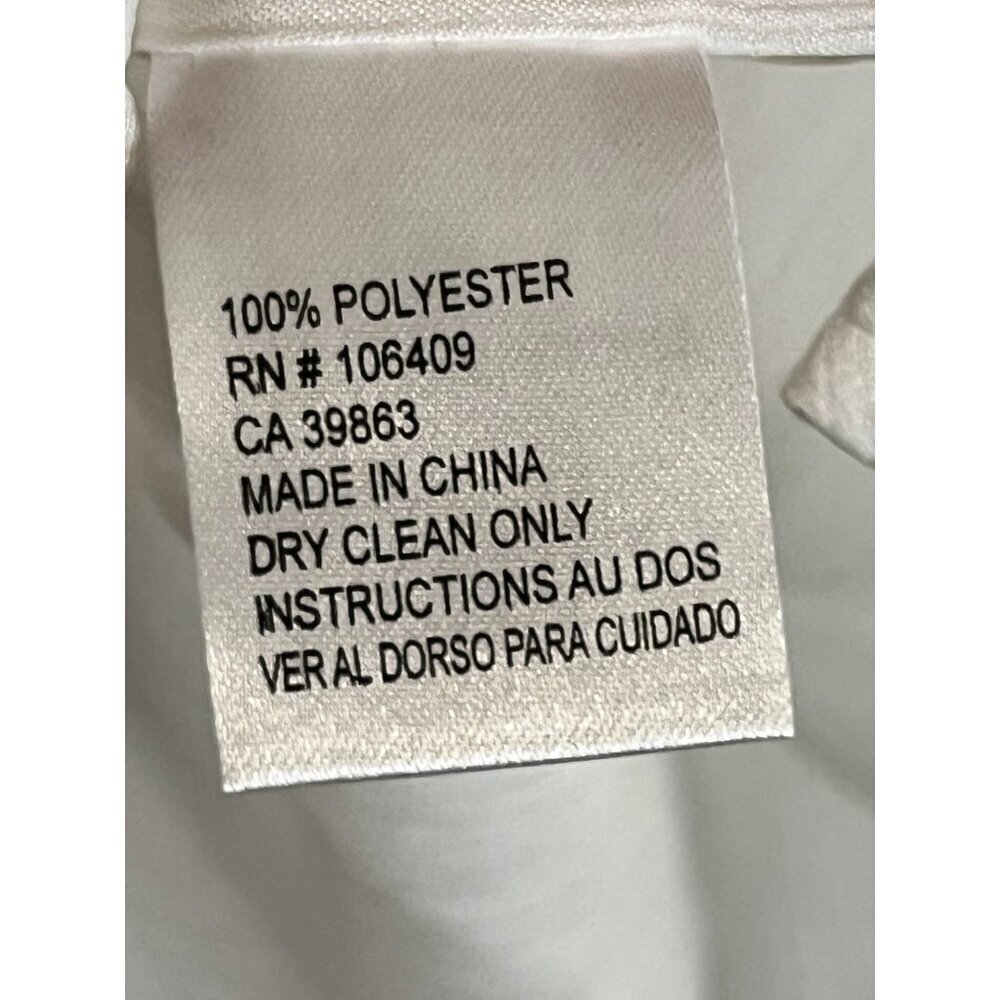 100% POLYESTER
RN # 106409
CA 39863
MADE IN CHINA
DRY CLEAN ONLY
INSTRUCTIONS AU DOS
VER AL DORSO PARA CUIDADO